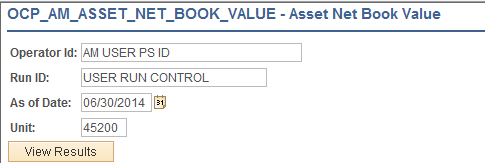 OCP_AM_ASSET_NET_BOOK_VALUE - Asset Net Book Value
Operator Id: AM USER PS ID
Run ID: USER RUN CONTROL
As of Date: 06/30/2014 31
Unit: 45200
View Results